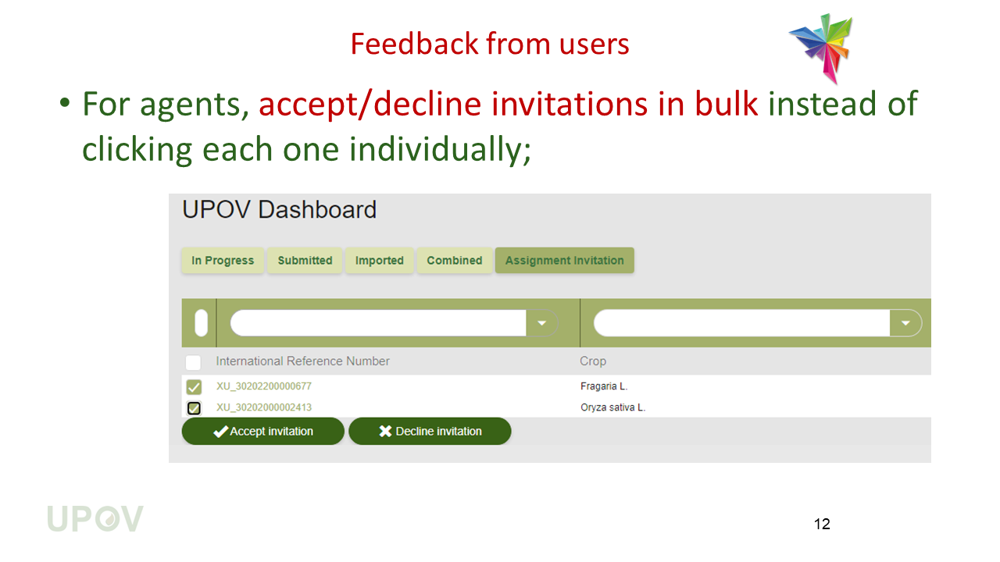 Feedback from users
• For agents, accept/decline invitations in bulk instead of
clicking each one individually;
UPOV Dashboard
In Progress Submitted Imported Combined Assignment Invitation
International Reference Number Crop
XU_30202200000677 Fragaria L.
XU_30202000002413 Oryza sativa L.
Accept invitation Decline invitation
UPOV
12